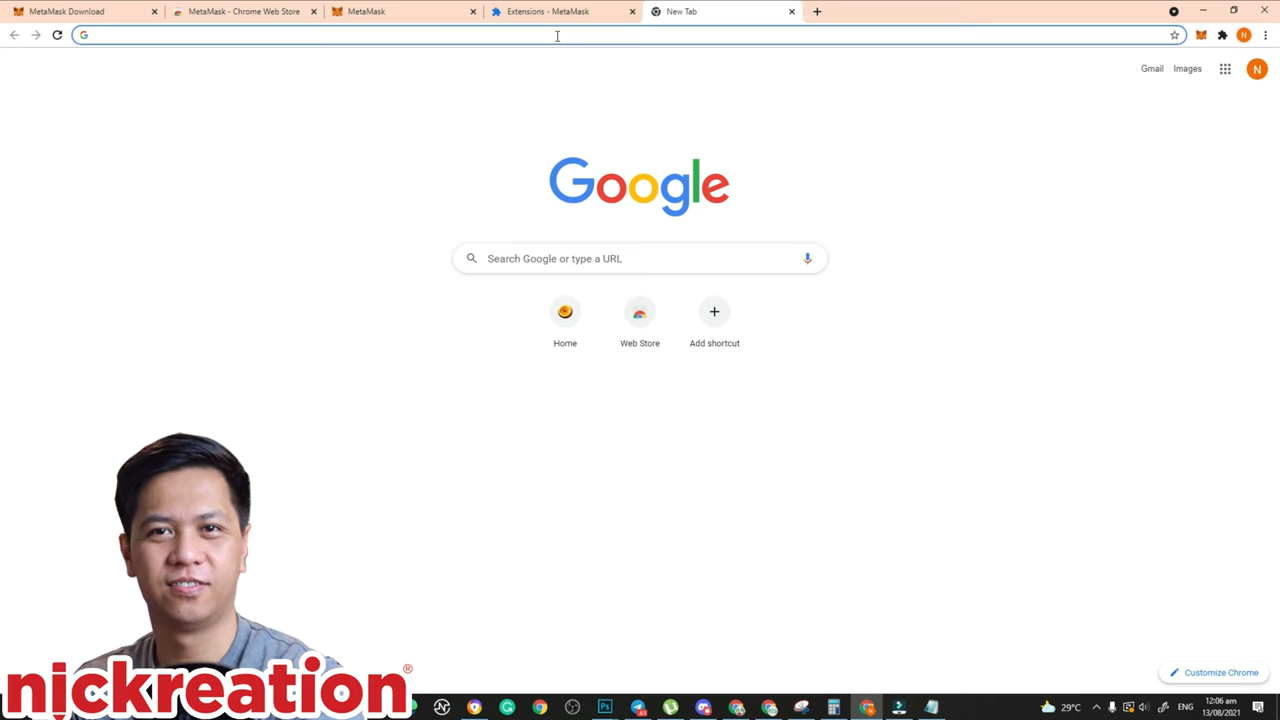 MetaMask Download
MetaMask - Chrome Web Store
MetaMask
Extensions - MetaMask
New Tab
N
Gmail
Images
N
Google
Search Google or type a URL
Home
Web Store
Add shortcut
nickreation®
Customize Chrome
29°C
ENG
12:06 am
13/08/2021